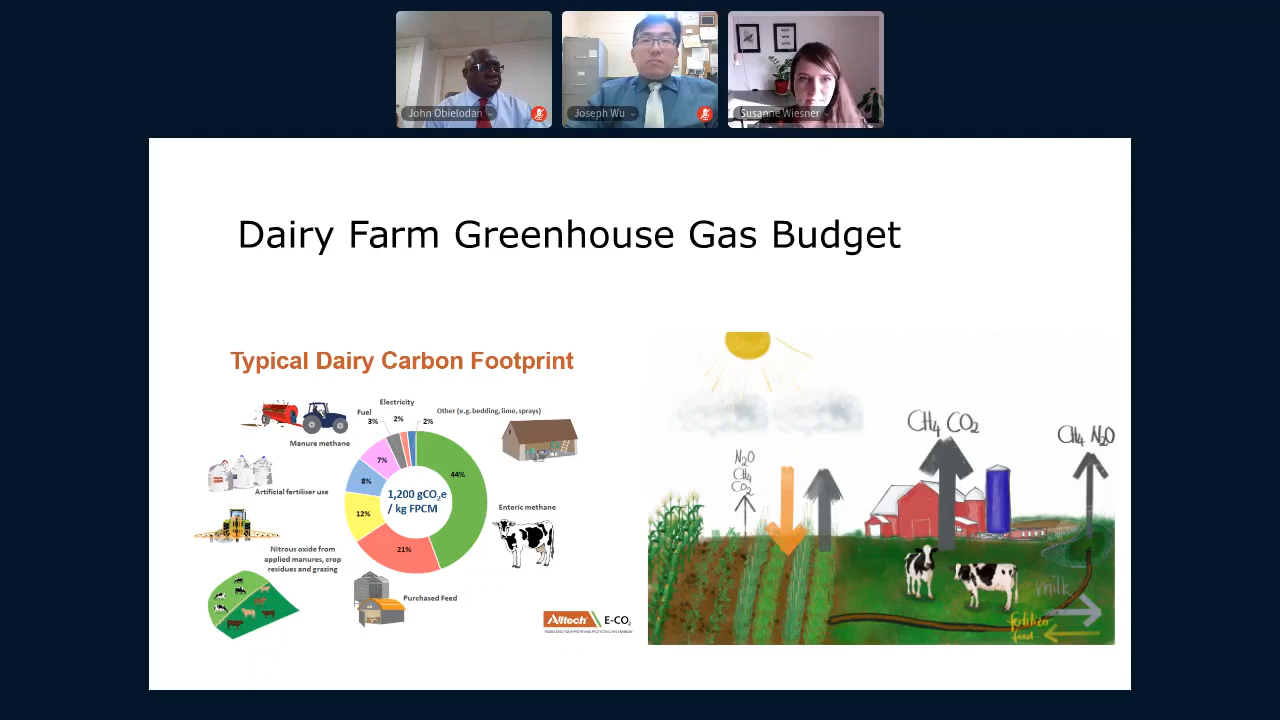 John Obielodan
Joseph Wu
Susanne Wiesner
Dairy Farm Greenhouse Gas Budget
Typical Dairy Carbon Footprint
Electricity
Fuel
3%
2%
2%
Other (e.g. bedding, lime, sprays)
Manure methane
7%
44%
8%
Artificial fertiliser use
1,200 gCO2e
/ kg FPCM
12%
Enteric methane
21%
Nitrous oxide from
applied manures, crop
residues and grazing
Purchased Feed
Alltech E-CO2
N2O
CH4
CO2
CH4 CO2
CH4 N2O
milk
fertilizer
feed